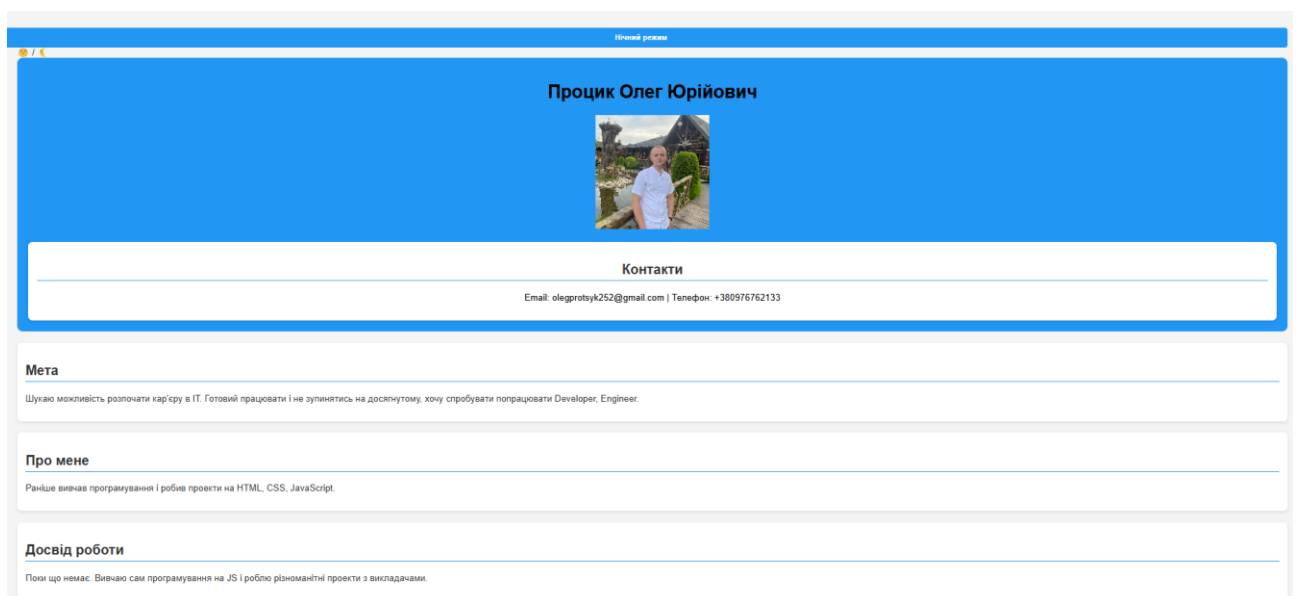 Нічний режим
🌞 / 🌜
Процик Олег Юрійович
Контакти
Email: olegprotsyk252@gmail.com | Телефон: +380976762133
Мета
Шукаю можливість розпочати кар'єру в ІТ. Готовий працювати і не зупинятись на досягнутому, хочу спробувати попрацювати Developer, Engineer.
Про мене
Раніше вивчав програмування і робив проекти на HTML, CSS, JavaScript.
Досвід роботи
Поки що немає. Вивчаю сам програмування на JS і роблю різноманітні проекти з викладачами.